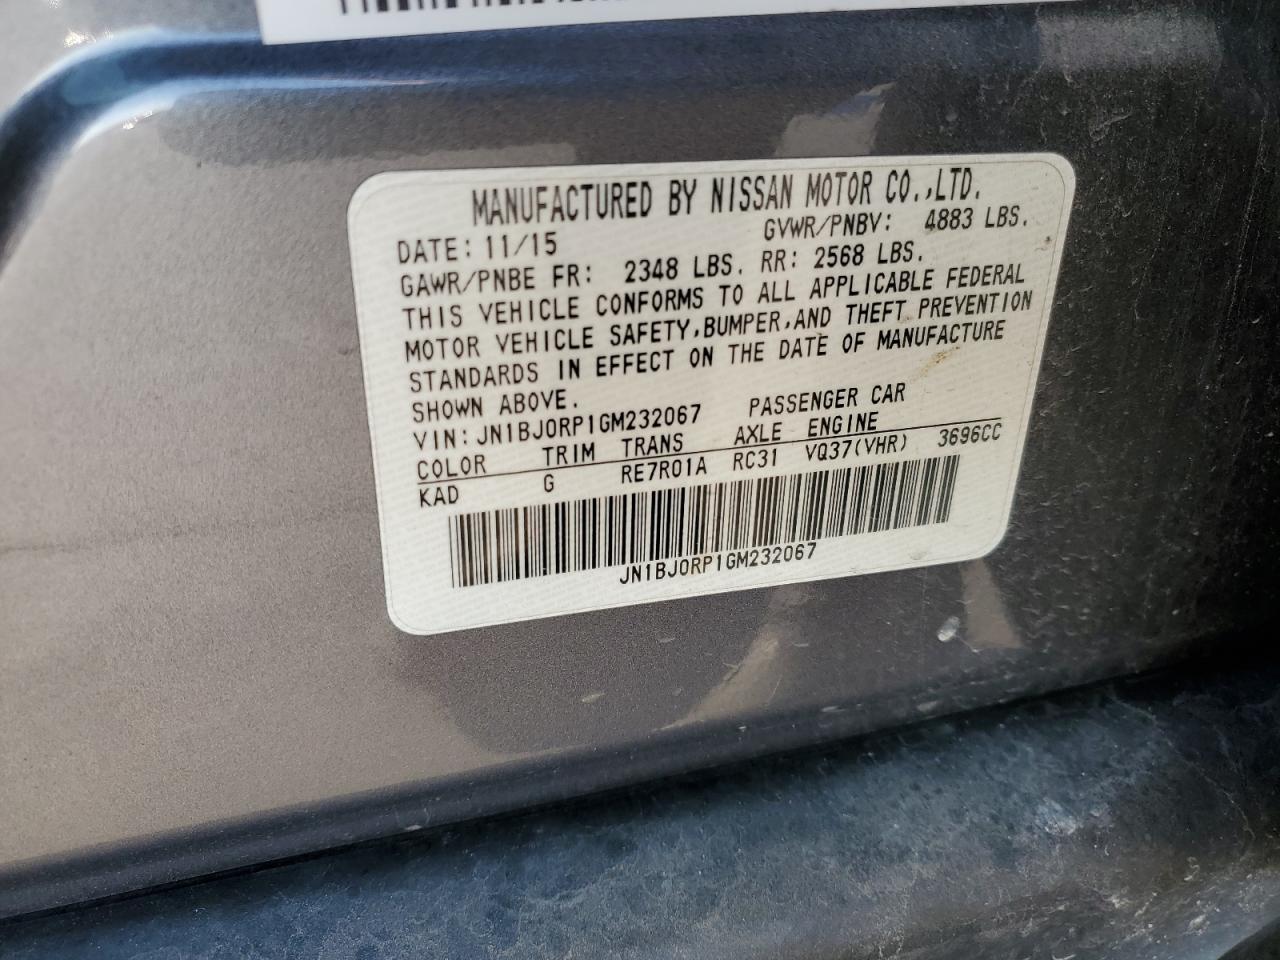 MANUFACTURED BY NISSAN MOTOR CO.,LTD.
DATE: 11/15 GVWR/PNBV: 4883 LBS.
GAWR/PNBE FR: 2348 LBS. RR: 2568 LBS.
THIS VEHICLE CONFORMS TO ALL APPLICABLE FEDERAL
MOTOR VEHICLE SAFETY,BUMPER,AND THEFT PREVENTION
STANDARDS IN EFFECT ON THE DATE OF MANUFACTURE
SHOWN ABOVE.
VIN:JN1BJ0RP1GM232067 PASSENGER CAR
COLOR TRIM TRANS AXLE ENGINE
KAD G RE7R01A RC31 VQ37(VHR) 3696CC
JN1BJ0RP1GM232067